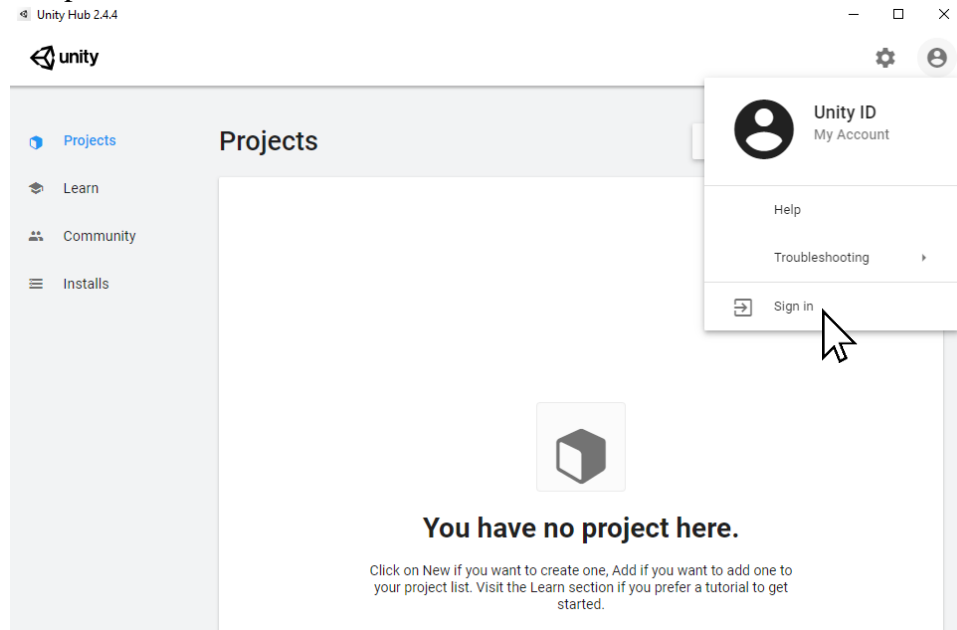 Unity Hub 2.4.4
unity
Unity ID
My Account
Projects
Projects
Learn
Help
Community
Troubleshooting
Installs
Sign in
You have no project here.
Click on New if you want to create one, Add if you want to add one to
your project list. Visit the Learn section if you prefer a tutorial to get
started.